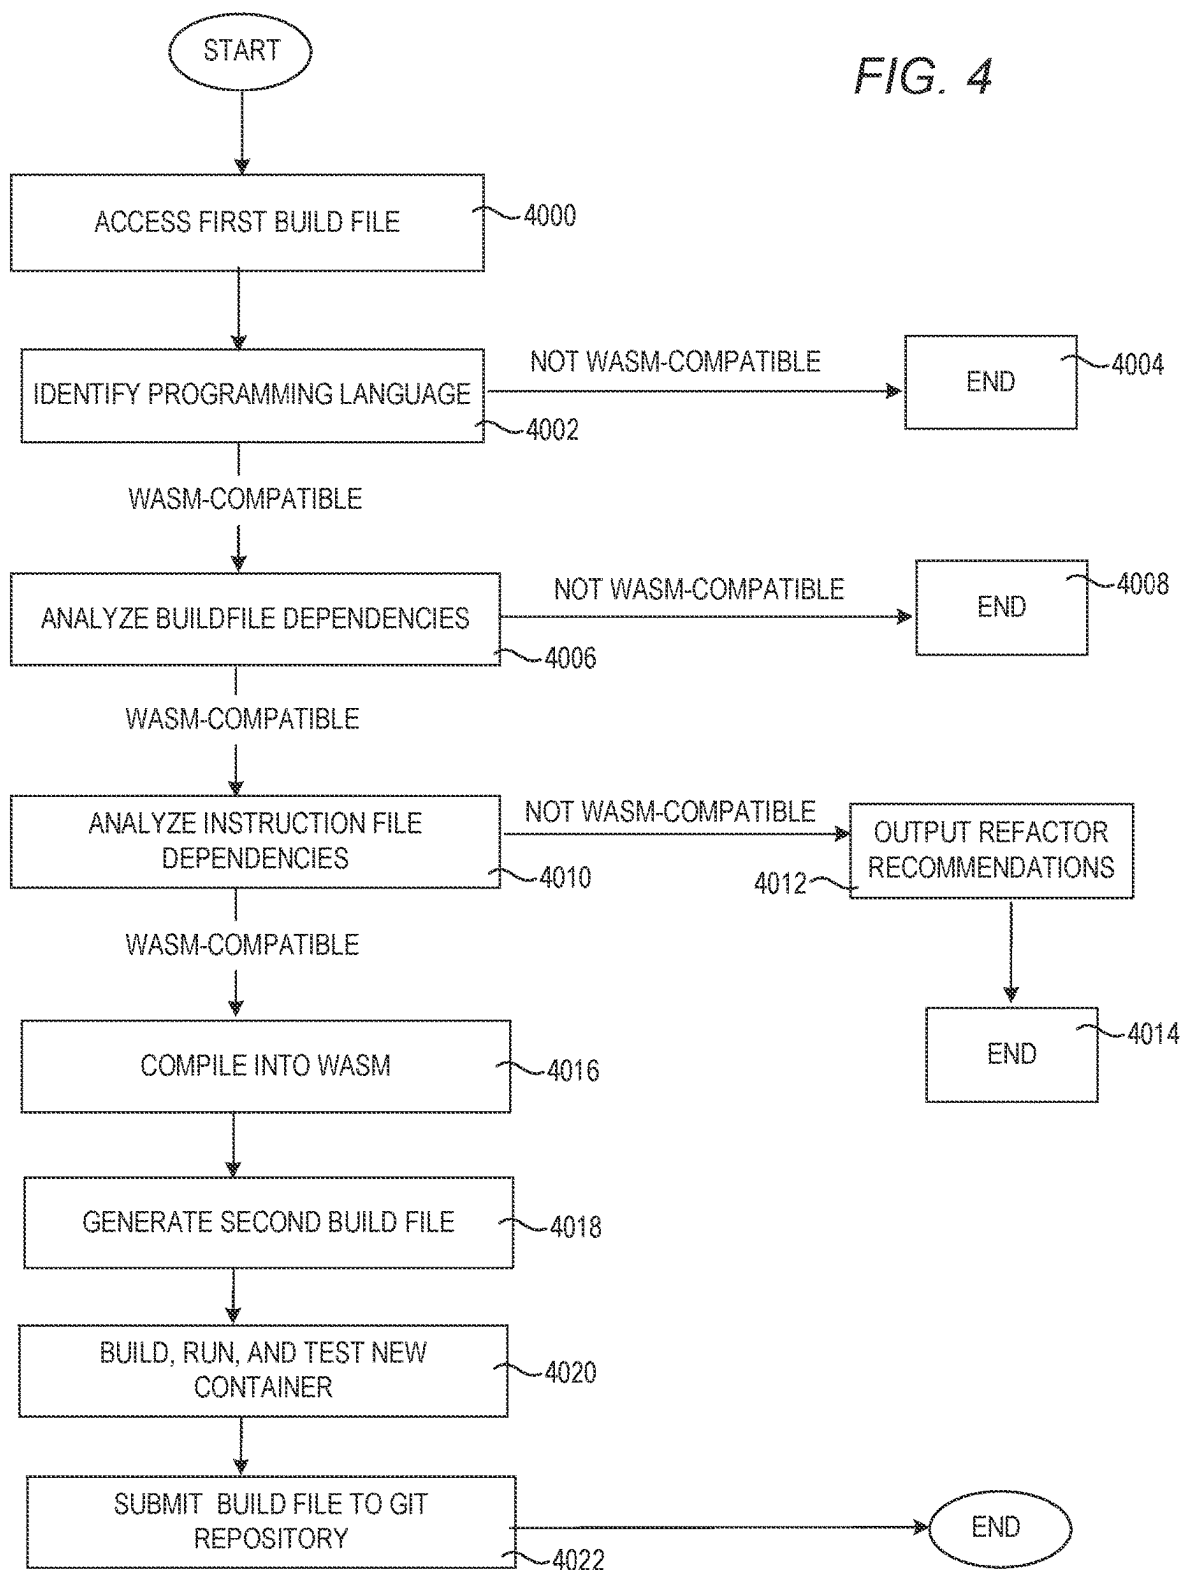 START
FIG. 4
ACCESS FIRST BUILD FILE
4000
NOT WASM-COMPATIBLE
END
4004
IDENTIFY PROGRAMMING LANGUAGE
4002
WASM-COMPATIBLE
NOT WASM-COMPATIBLE
END
4008
ANALYZE BUILDFILE DEPENDENCIES
4006
WASM-COMPATIBLE
NOT WASM-COMPATIBLE
ANALYZE INSTRUCTION FILE
DEPENDENCIES
4010
OUTPUT REFACTOR
RECOMMENDATIONS
4012
WASM-COMPATIBLE
END
4014
COMPILE INTO WASM
4016
GENERATE SECOND BUILD FILE
4018
BUILD, RUN, AND TEST NEW
CONTAINER
4020
SUBMIT BUILD FILE TO GIT
REPOSITORY
4022
END